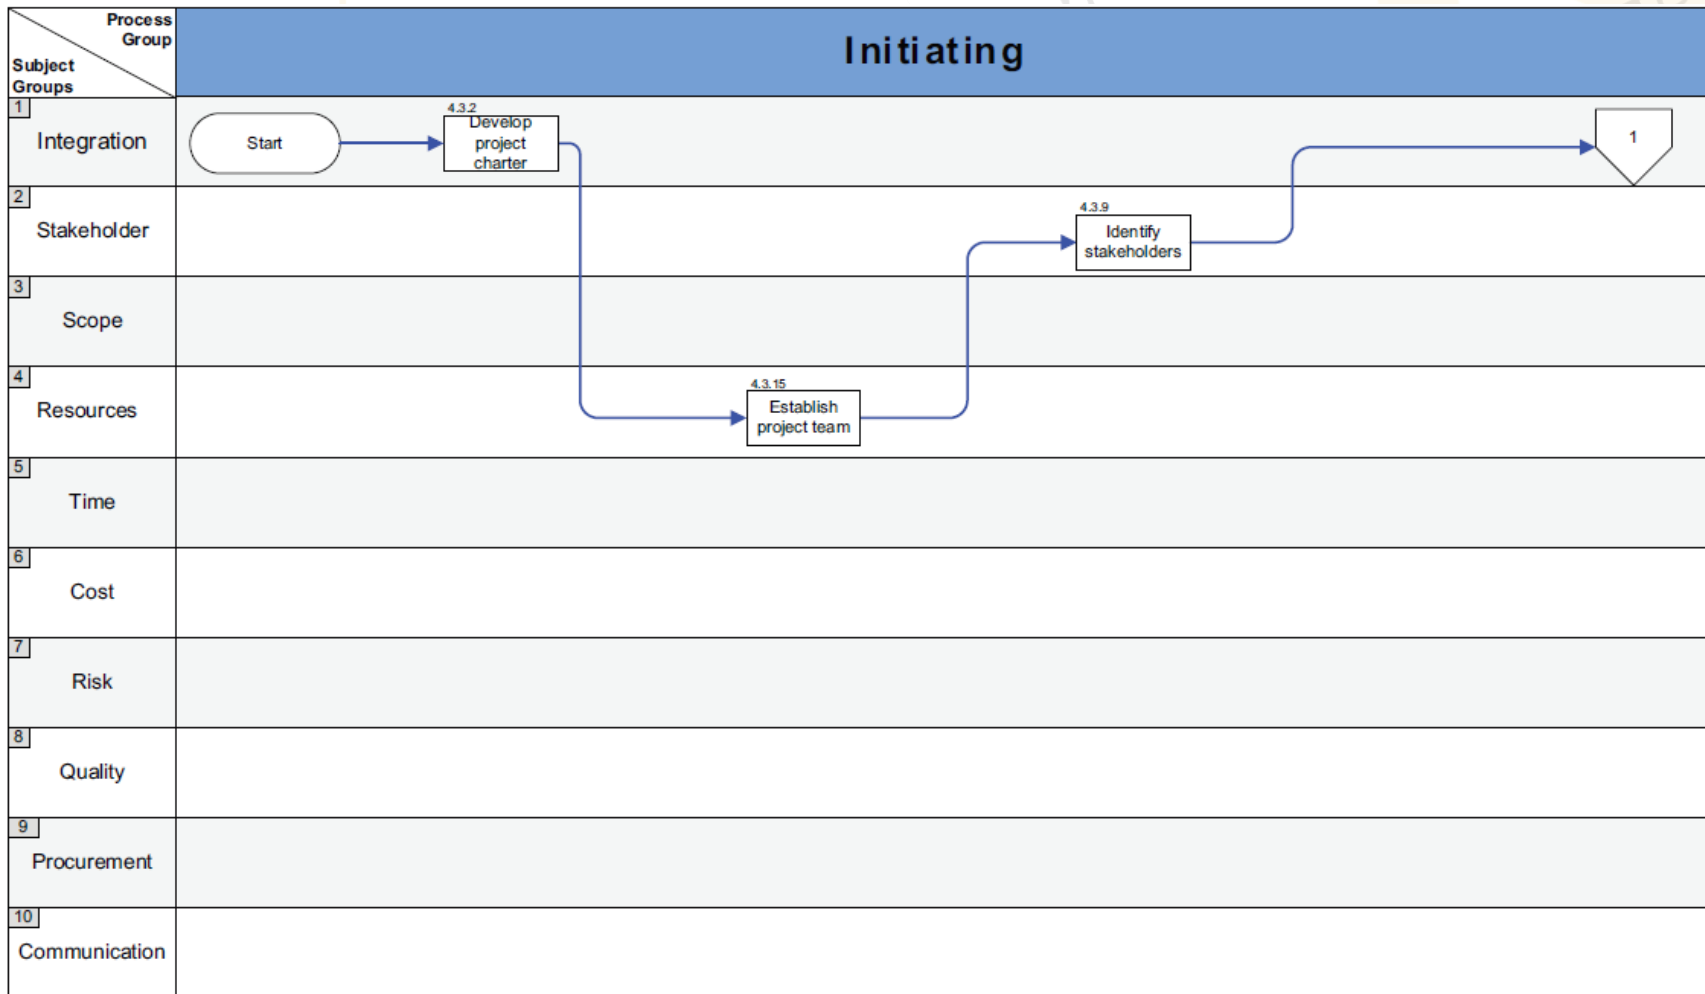 Process
Group
Subject
Groups
Initiating
1
Integration
Start
4.3.2
Develop
project
charter
1
2
Stakeholder
4.3.9
Identify
stakeholders
3
Scope
4
Resources
4.3.15
Establish
project team
5
Time
6
Cost
7
Risk
8
Quality
9
Procurement
10
Communication